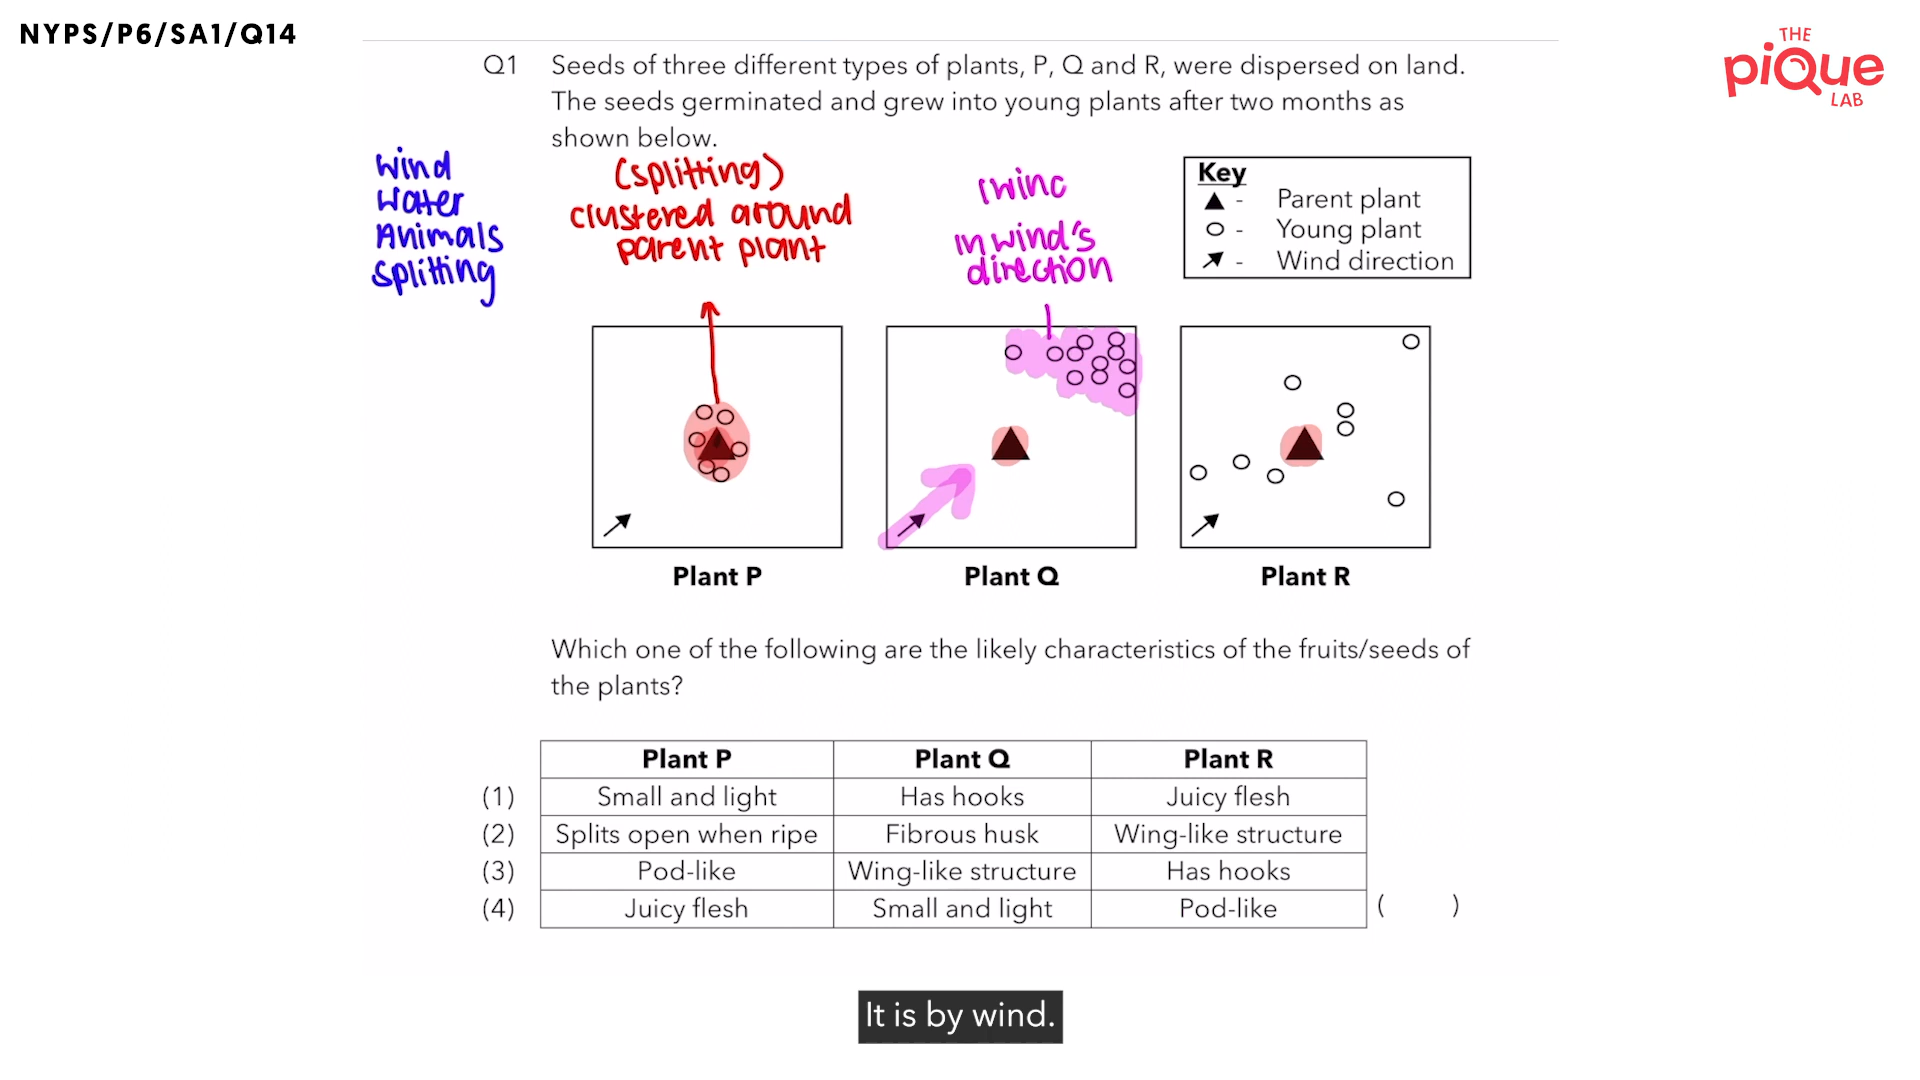 NYPS/P6/SA1/Q14
THE
piQue
LAB
Q1 Seeds of three different types of plants, P, Q and R, were dispersed on land.
The seeds germinated and grew into young plants after two months as
shown below.
Wind
Water
Animals
Splitting
(splitting)
clustered around
parent plant
(winc
in wind's
direction
Key
- Parent plant
- Young plant
- Wind direction
Plant P Plant Q Plant R
Which one of the following are the likely characteristics of the fruits/seeds of
the plants?
Plant P Plant Q Plant R
(1) Small and light Has hooks Juicy flesh
(2) Splits open when ripe Fibrous husk Wing-like structure
(3) Pod-like Wing-like structure Has hooks
(4) Juicy flesh Small and light Pod-like ( )
It is by wind.